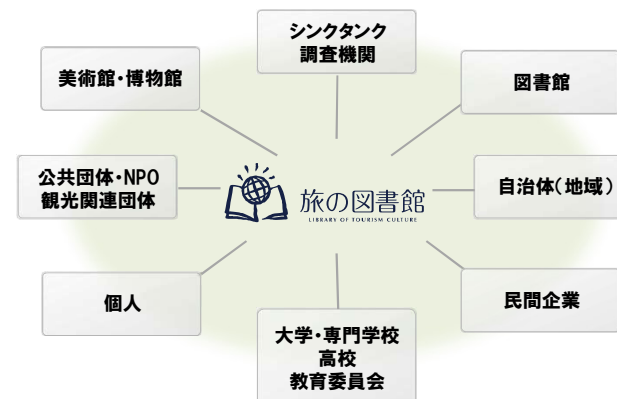 シンクタンク
調査機関
美術館・博物館
図書館
公共団体・NPO
観光関連団体
旅の図書館
LIBRARY OF TOURISM CULTURE
自治体(地域)
個人
民間企業
大学・専門学校
高校
教育委員会